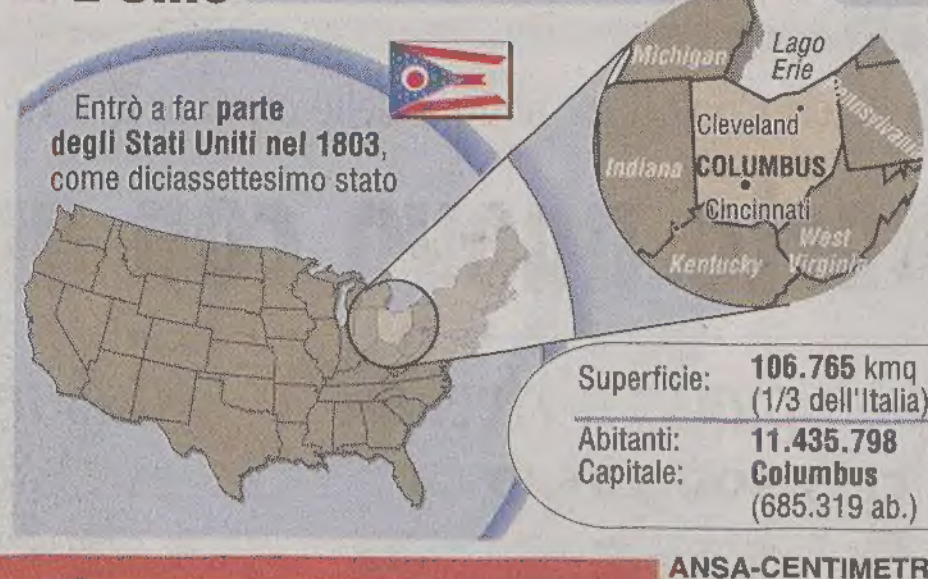 Entrò a far parte
degli Stati Uniti nel 1803,
come diciassettesimo stato
Michigan
Lago
Erie
Cleveland
Indiana
COLUMBUS
Cincinnati
West
Virginia
Kentucky
Superficie: 106.765 kmq
(1/3 dell'Italia)
Abitanti: 11.435.798
Capitale: Columbus
(685.319 ab.)
ANSA-CENTIMETR